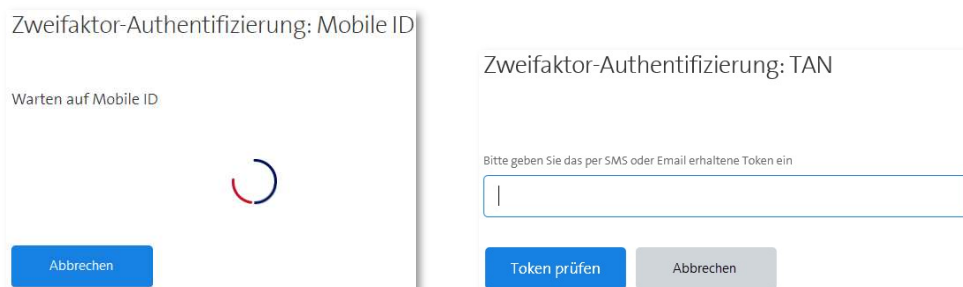 Zweifaktor-Authentifizierung: Mobile ID
Warten auf Mobile ID
Abbrechen
Zweifaktor-Authentifizierung: TAN
Bitte geben Sie das per SMS oder Email erhaltene Token ein
Token prüfen
Abbrechen